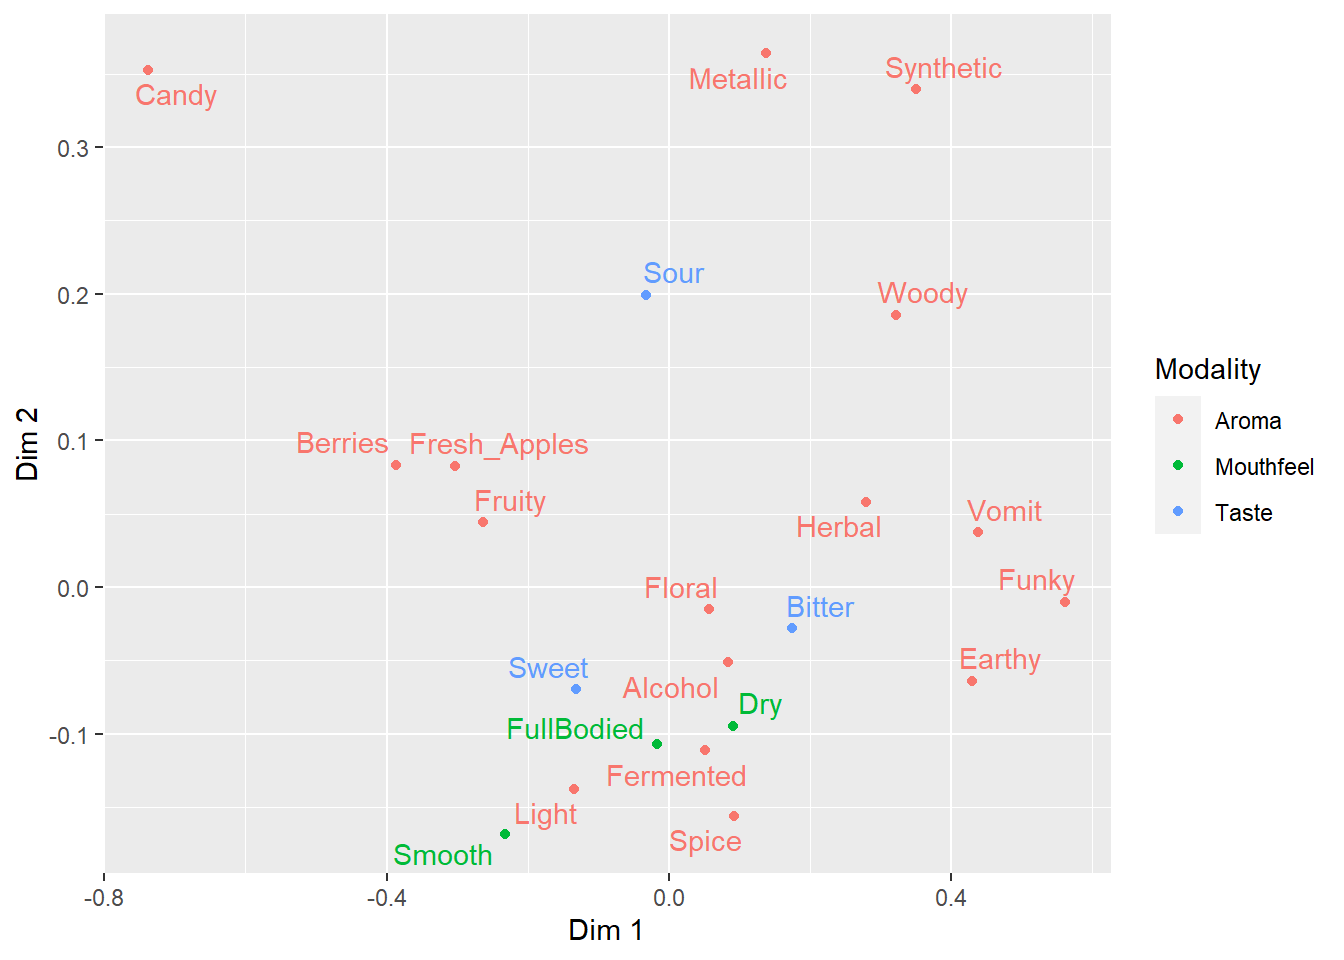 Synthetic
Metallic
Candy
0.3
Sour
0.2
Woody
Berries
Fresh_Apples
0.1
Fruity
Vomit
Herbal
Funky
0.0
Floral
Bitter
Earthy
Sweet
Alcohol
Dry
FullBodied
-0.1
Fermented
Light
Spice
Smooth
-0.8
-0.4
0.0
0.4
Dim 1
Dim 2
Modality
Aroma
Mouthfeel
Taste